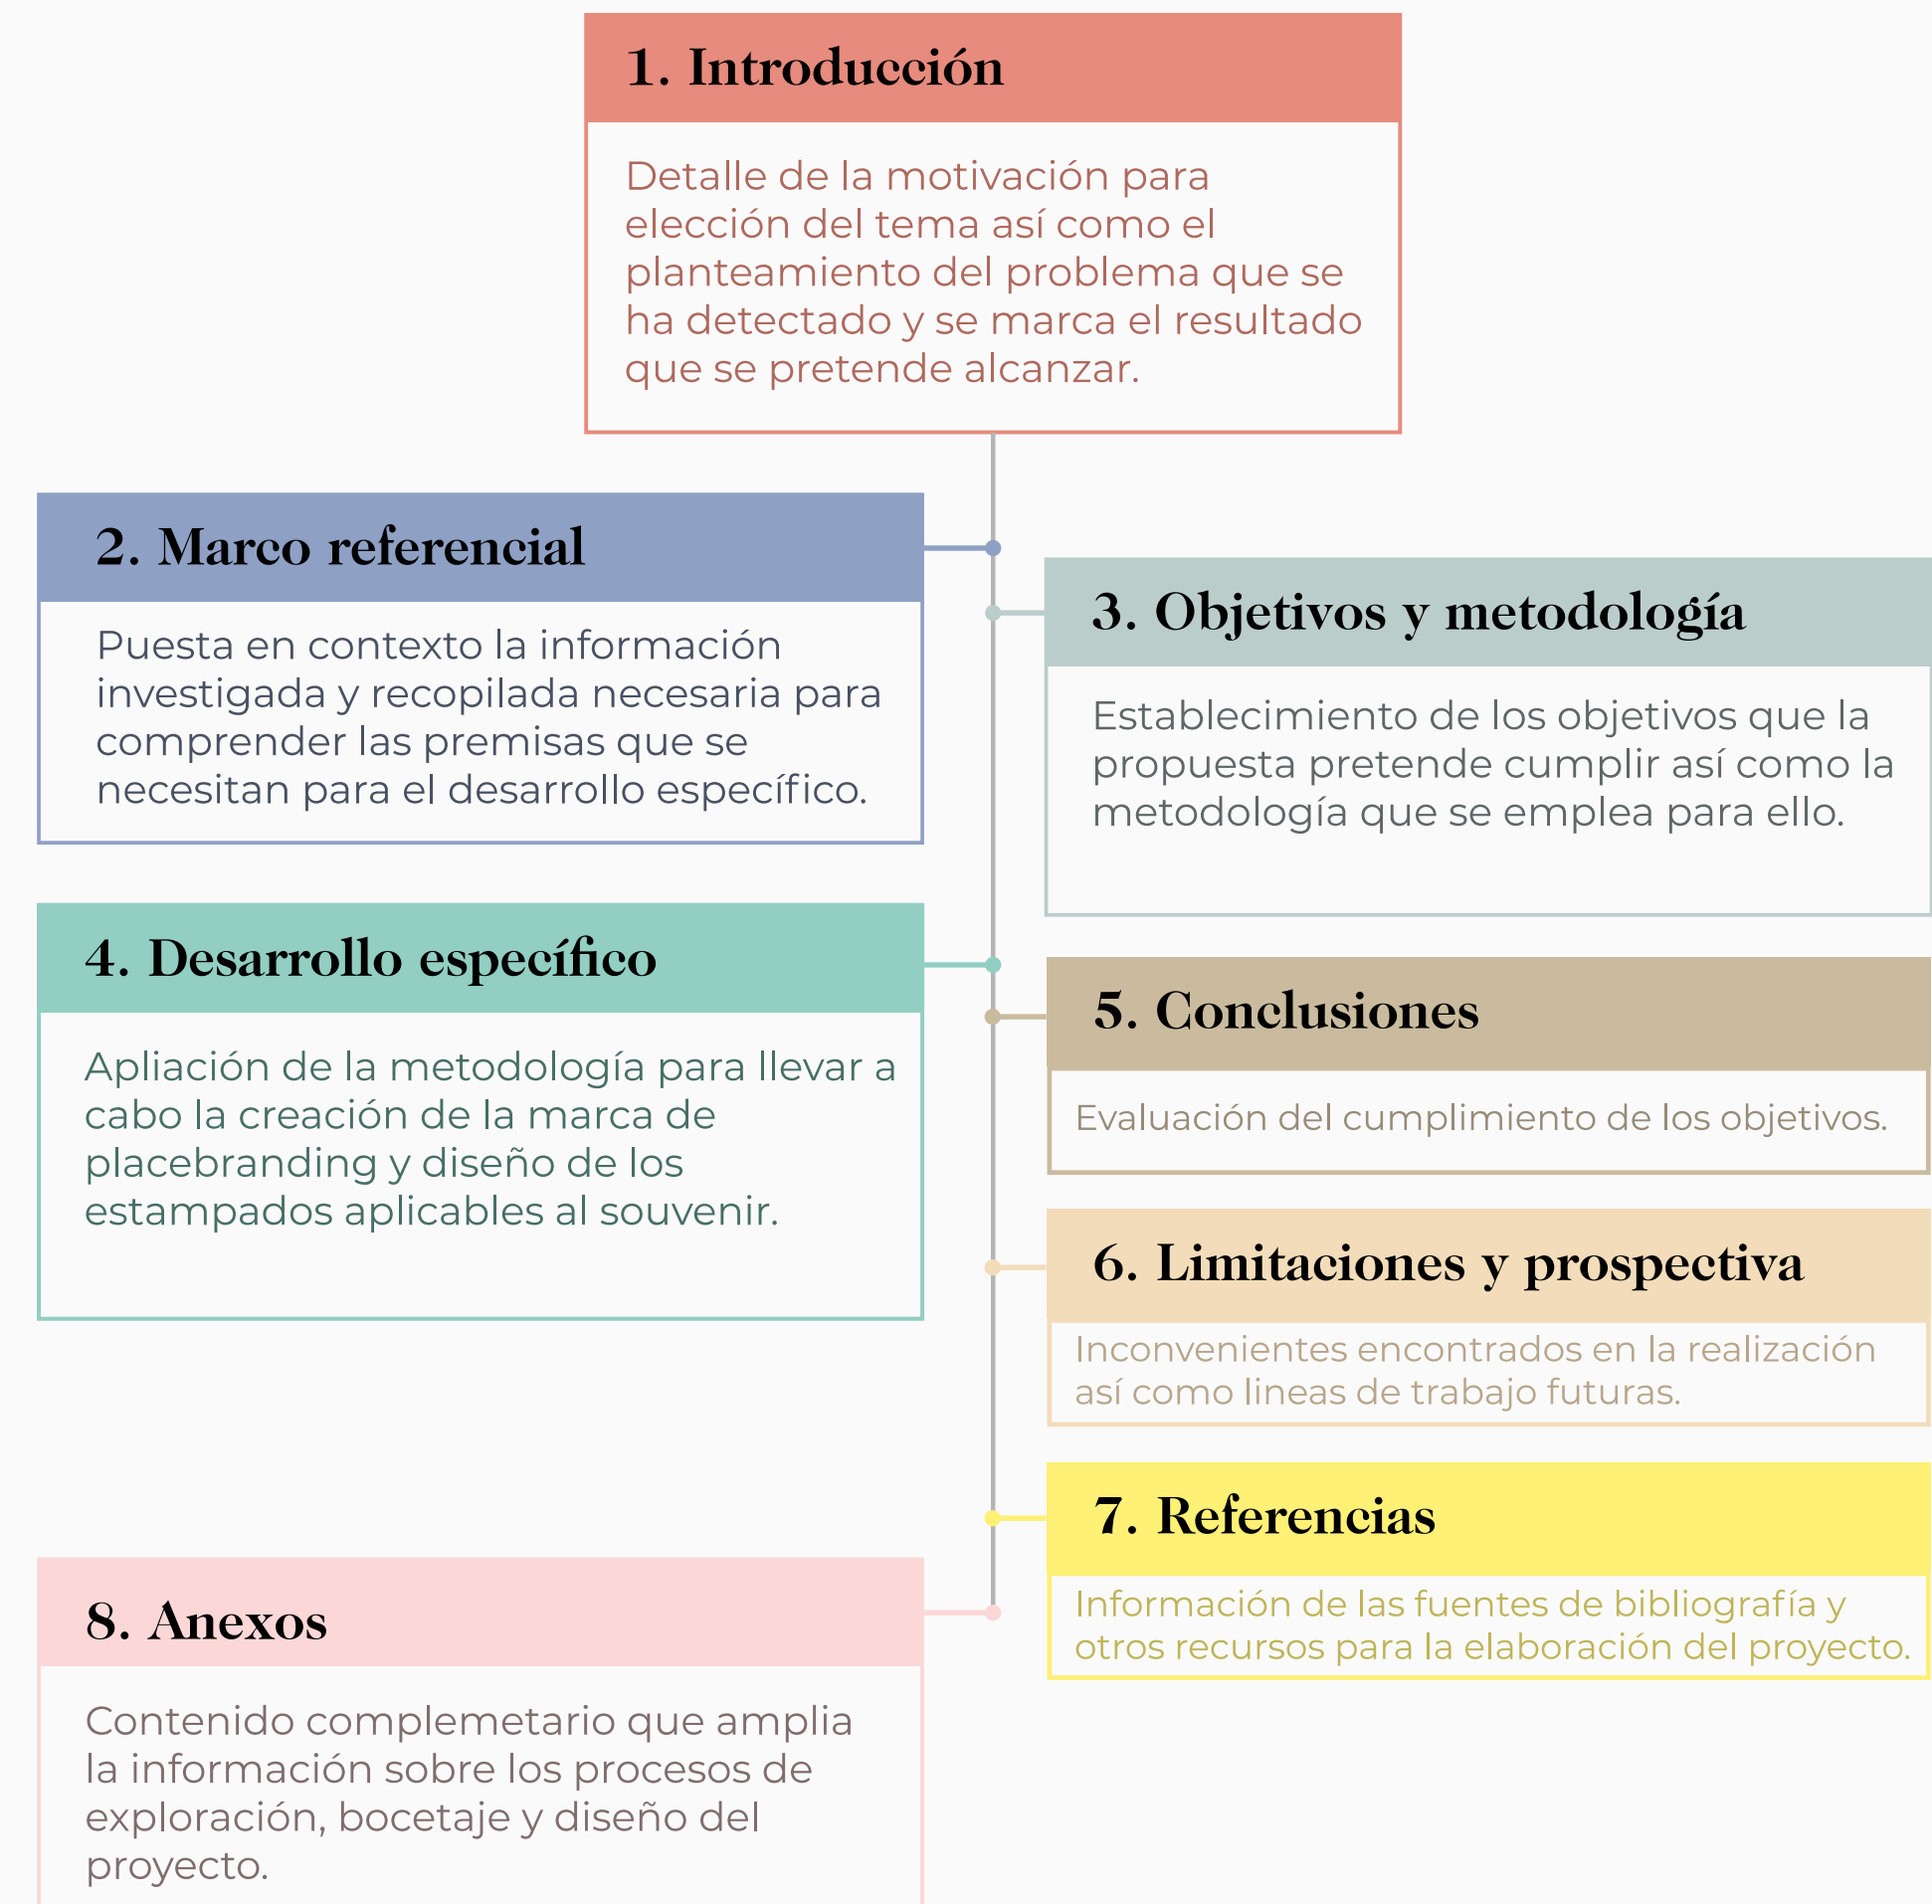 1. Introducción
Detalle de la motivación para
elección del tema así como el
planteamiento del problema que se
ha detectado y se marca el resultado
que se pretende alcanzar.
2. Marco referencial
Puesta en contexto la información
investigada y recopilada necesaria para
comprender las premisas que se
necesitan para el desarrollo específico.
3. Objetivos y metodología
Establecimiento de los objetivos que la
propuesta pretende cumplir así como la
metodología que se emplea para ello.
4. Desarrollo específico
Apliación de la metodología para llevar a
cabo la creación de la marca de
placebranding y diseño de los
estampados aplicables al souvenir.
5. Conclusiones
Evaluación del cumplimiento de los objetivos.
6. Limitaciones y prospectiva
Inconvenientes encontrados en la realización
así como lineas de trabajo futuras.
7. Referencias
Información de las fuentes de bibliografía y
otros recursos para la elaboración del proyecto.
8. Anexos
Contenido complemetario que amplia
la información sobre los procesos de
exploración, bocetaje y diseño del
proyecto.